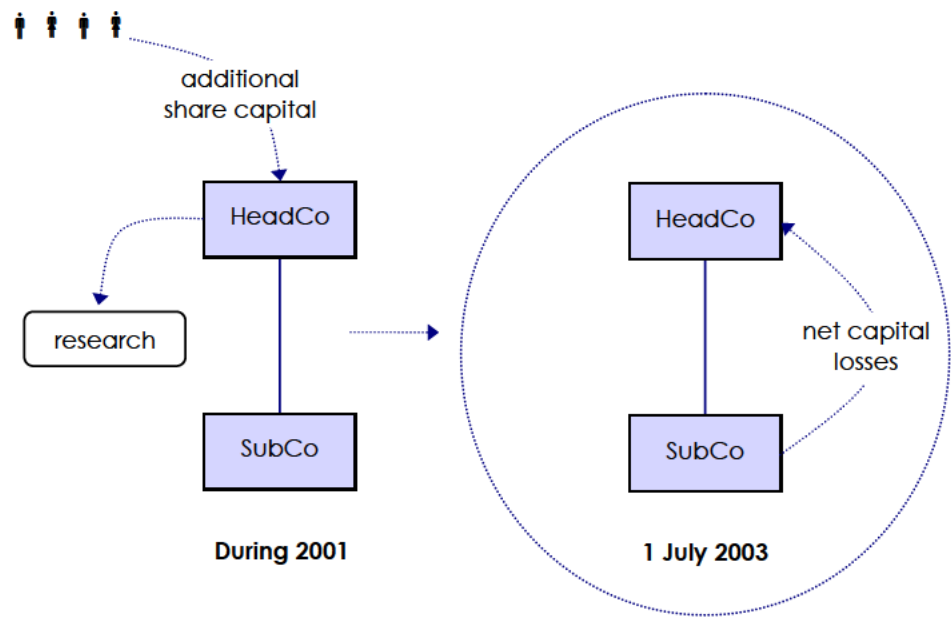 additional
share capital
HeadCo
research
SubCo
During 2001
HeadCo
net capital
losses
SubCo
1 July 2003